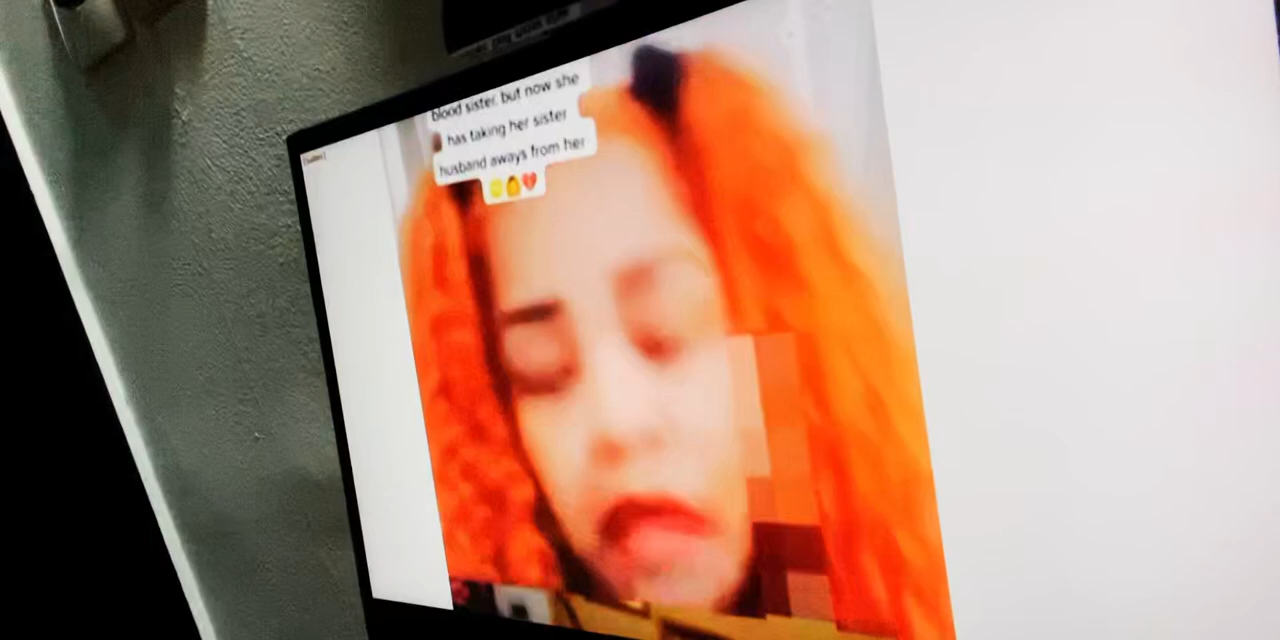 blood sister, but now she
has taking her sister
husband aways from her